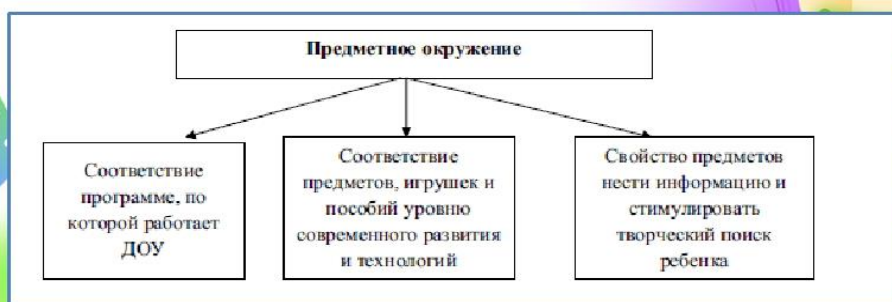 Предметное окружение
Соответствие
программе, по
которой работает
ДОУ
Соответствие
предметов, игрушек и
пособий уровню
современного развития
и технологий
Свойство предметов
нести информацию и
стимулировать
творческий поиск
ребенка